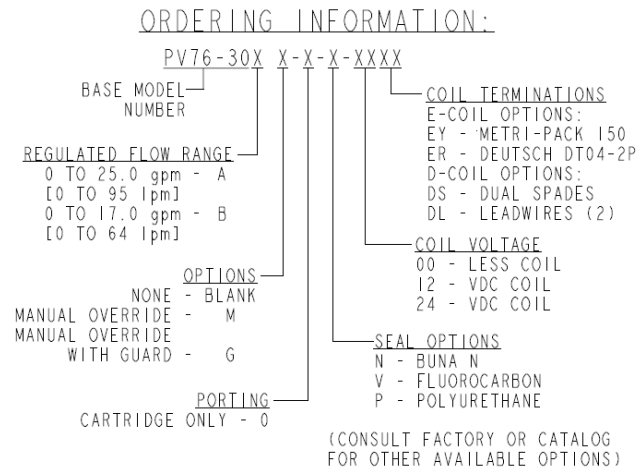 ORDERING INFORMATION:
PV76-30X X-X-X-XXXX
BASE MODEL
NUMBER
REGULATED FLOW RANGE
0 TO 25.0 gpm - A
[0 TO 95 lpm]
0 TO 17.0 gpm - B
[0 TO 64 lpm]
OPTIONS
NONE - BLANK
MANUAL OVERRIDE - M
MANUAL OVERRIDE
WITH GUARD - G
PORTING
CARTRIDGE ONLY - 0
COIL TERMINATIONS
E-COIL OPTIONS:
EY - METRI-PACK 150
ER - DEUTSCH DT04-2P
D-COIL OPTIONS:
DS - DUAL SPADES
DL - LEADWIRES (2)
COIL VOLTAGE
00 - LESS COIL
12 - VDC COIL
24 - VDC COIL
SEAL OPTIONS
N - BUNA N
V - FLUOROCARBON
P - POLYURETHANE
(CONSULT FACTORY OR CATALOG
FOR OTHER AVAILABLE OPTIONS)